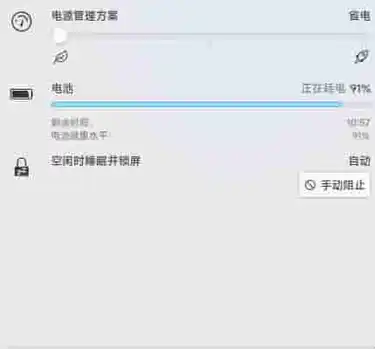 电源管理方案 省电
电池 正在耗电 91%
剩余时间: 10:57
电池健康水平: 91%
空闲时睡眠并锁屏 自动
手动阻止